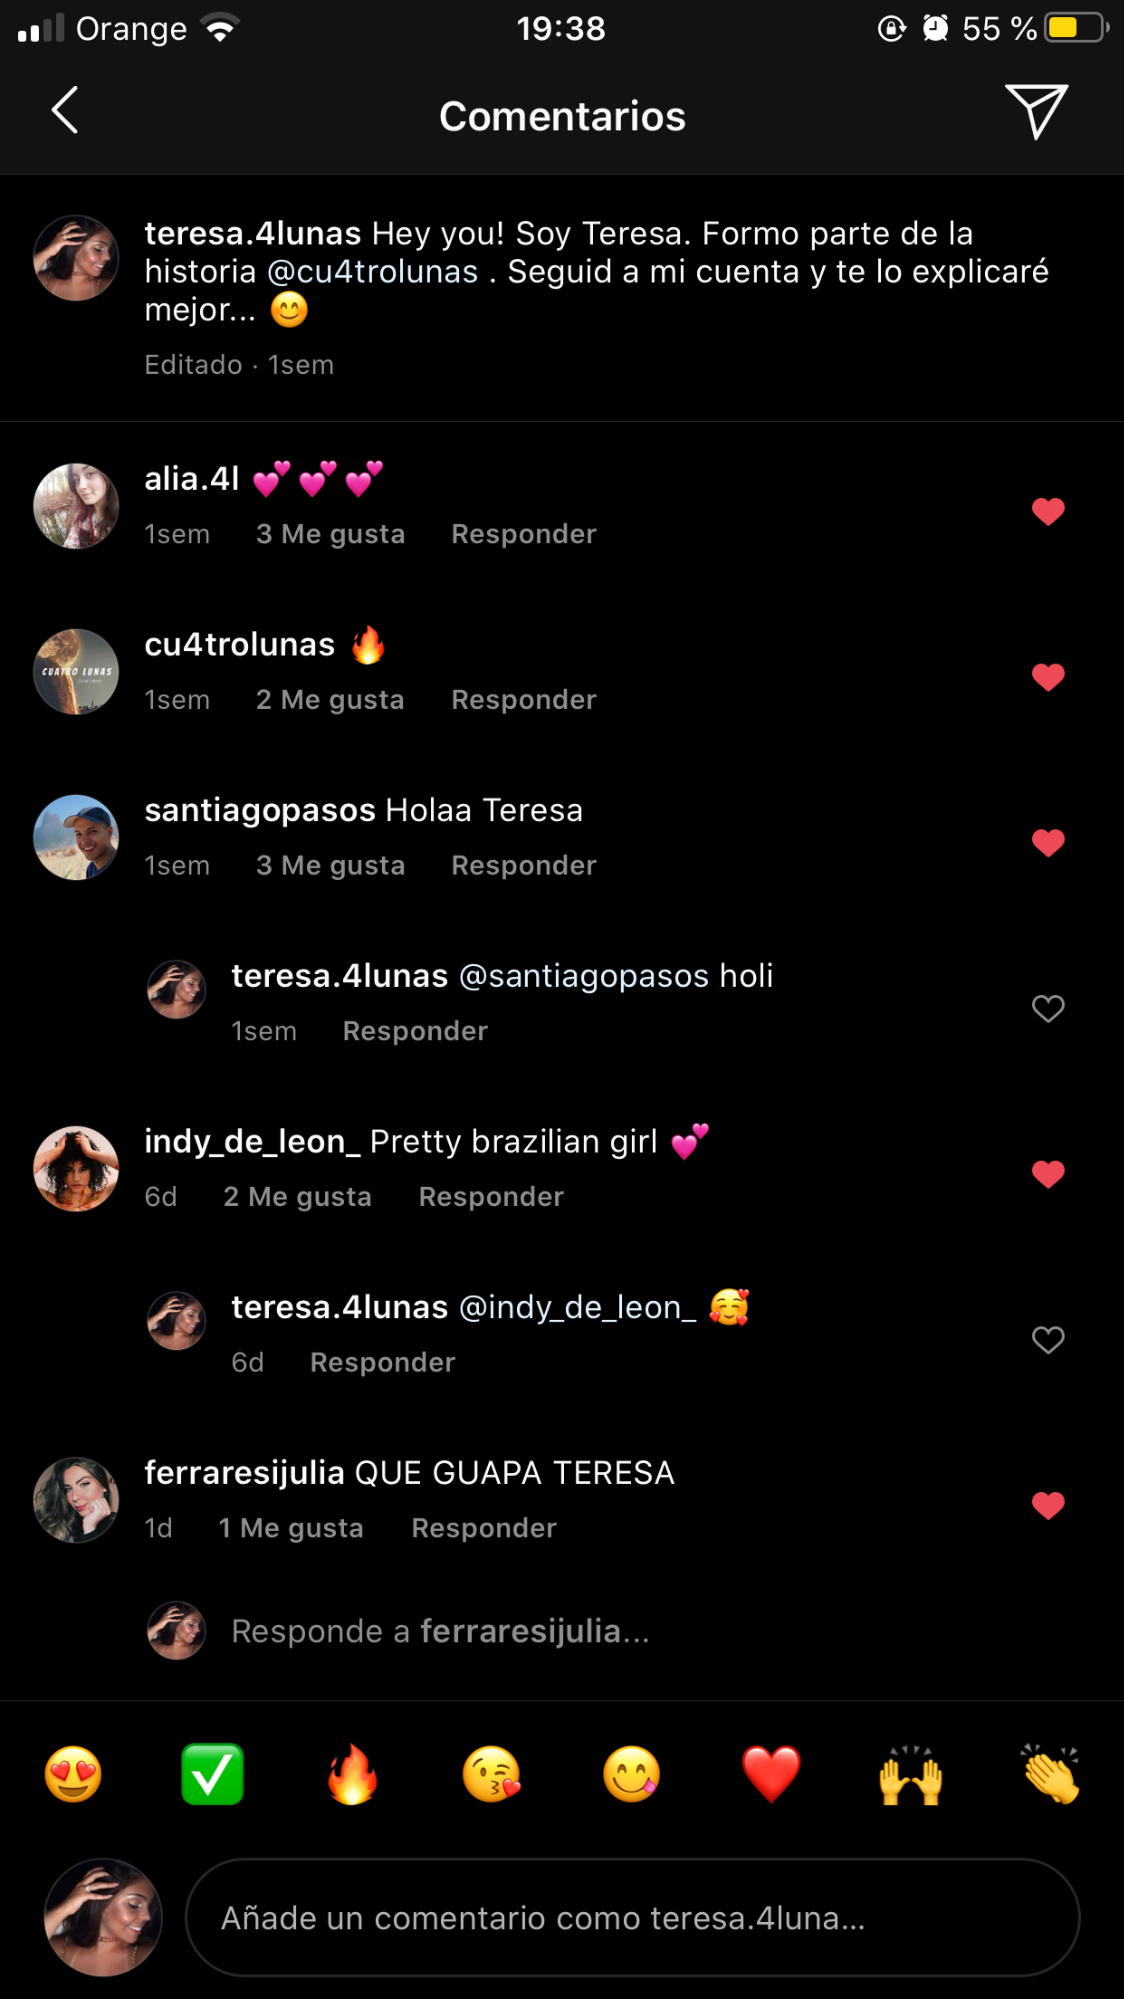 Orange 19:38 55 %
Comentarios
teresa.4lunas Hey you! Soy Teresa. Formo parte de la
historia @cu4trolunas . Seguid a mi cuenta y te lo explicaré
mejor... 😊
Editado · 1sem
alia.4l 💕💕💕
1sem 3 Me gusta Responder
cu4trolunas 🔥
CUATRO LUNAS
1sem 2 Me gusta Responder
santiagopasos Holaa Teresa
1sem 3 Me gusta Responder
teresa.4lunas @santiagopasos holi
1sem Responder
indy_de_leon_ Pretty brazilian girl 💕
6d 2 Me gusta Responder
teresa.4lunas @indy_de_leon_ 🥰
6d Responder
ferraresijulia QUE GUAPA TERESA
1d 1 Me gusta Responder
Responde a ferraresijulia...
😍 ✅ 🔥 😘 😋 ❤️ 🙌 👏
Añade un comentario como teresa.4luna...